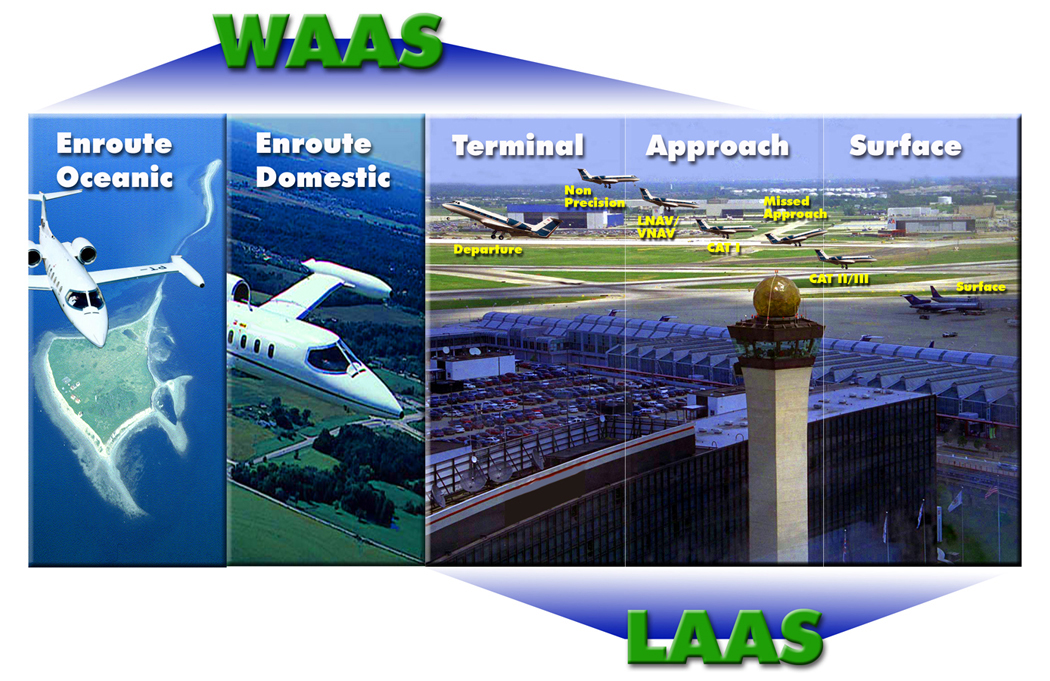 WAAS
Enroute
Oceanic
Enroute
Domestic
Terminal
Approach
Surface
Non
Precision
LNAV/
VNAV
Missed
Approach
Departure
CAT I
CAT II/III
Surface
LAAS